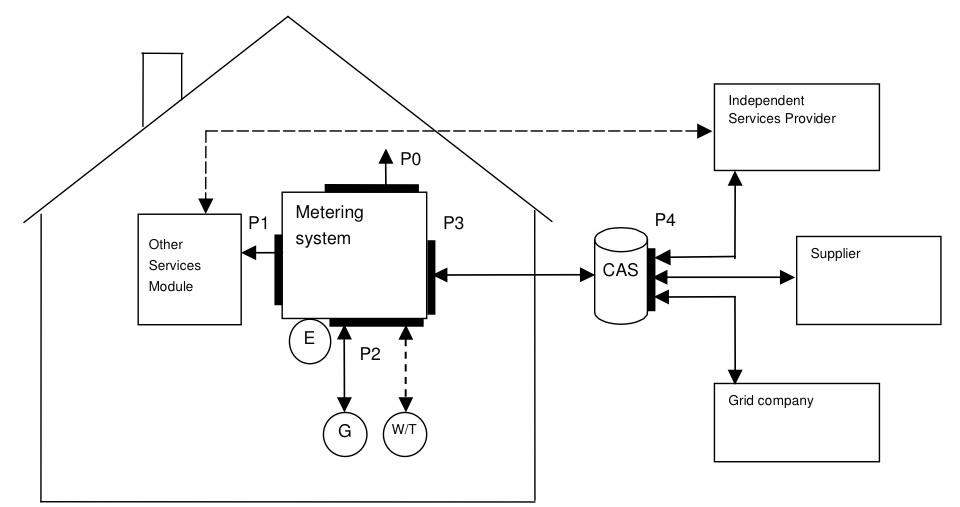 Independent
Services Provider
P0
P1
Metering
system
P3
P4
Other
Services
Module
CAS
Supplier
E
P2
G
W/T
Grid company